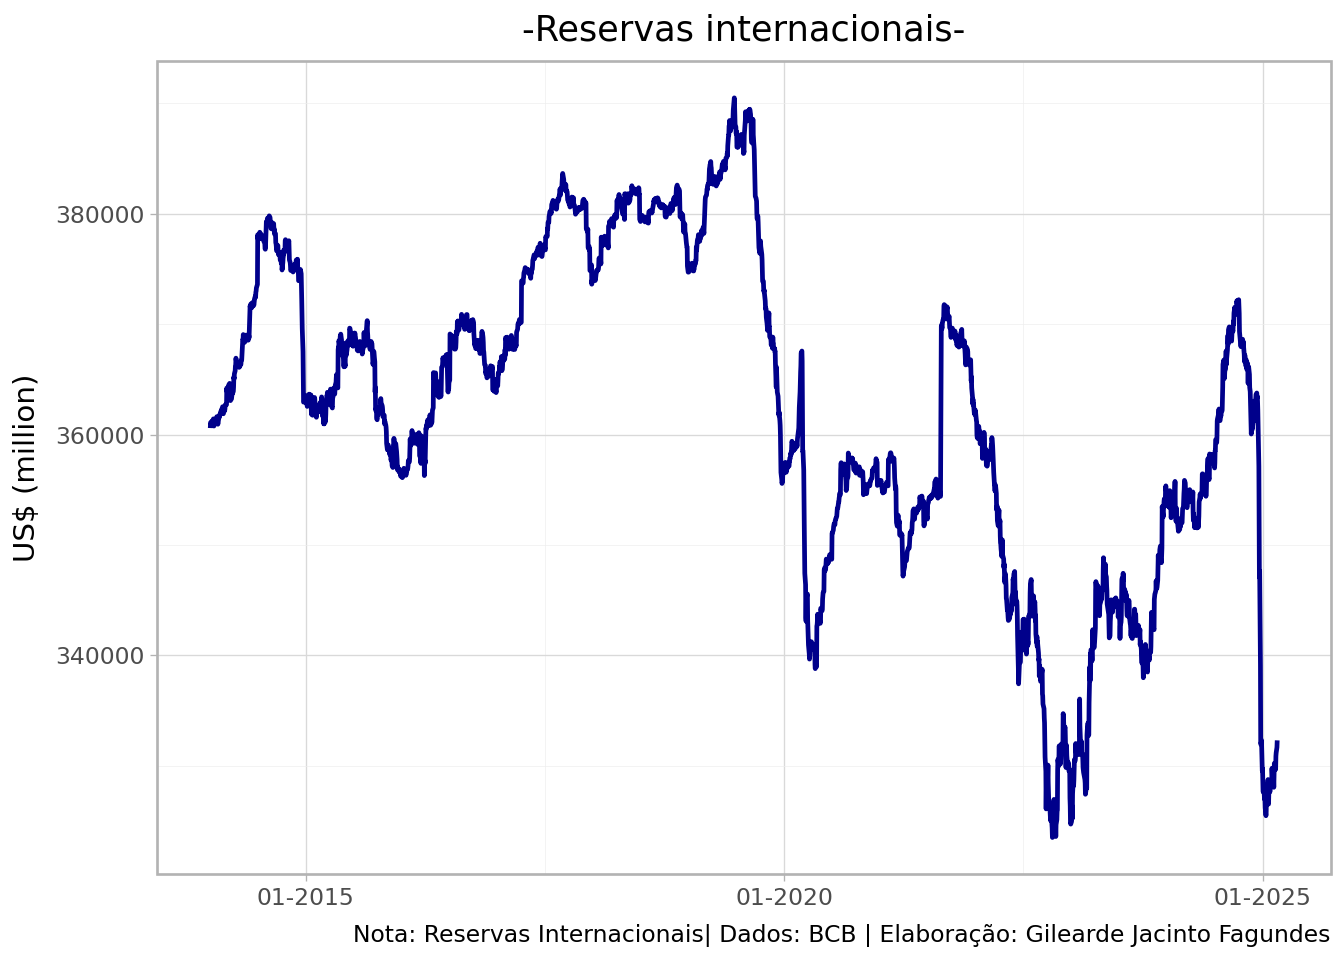 -Reservas internacionais-
US$ (million)
380000
360000
340000
01-2015
01-2020
01-2025
Nota: Reservas Internacionais| Dados: BCB | Elaboração: Gilearde Jacinto Fagundes